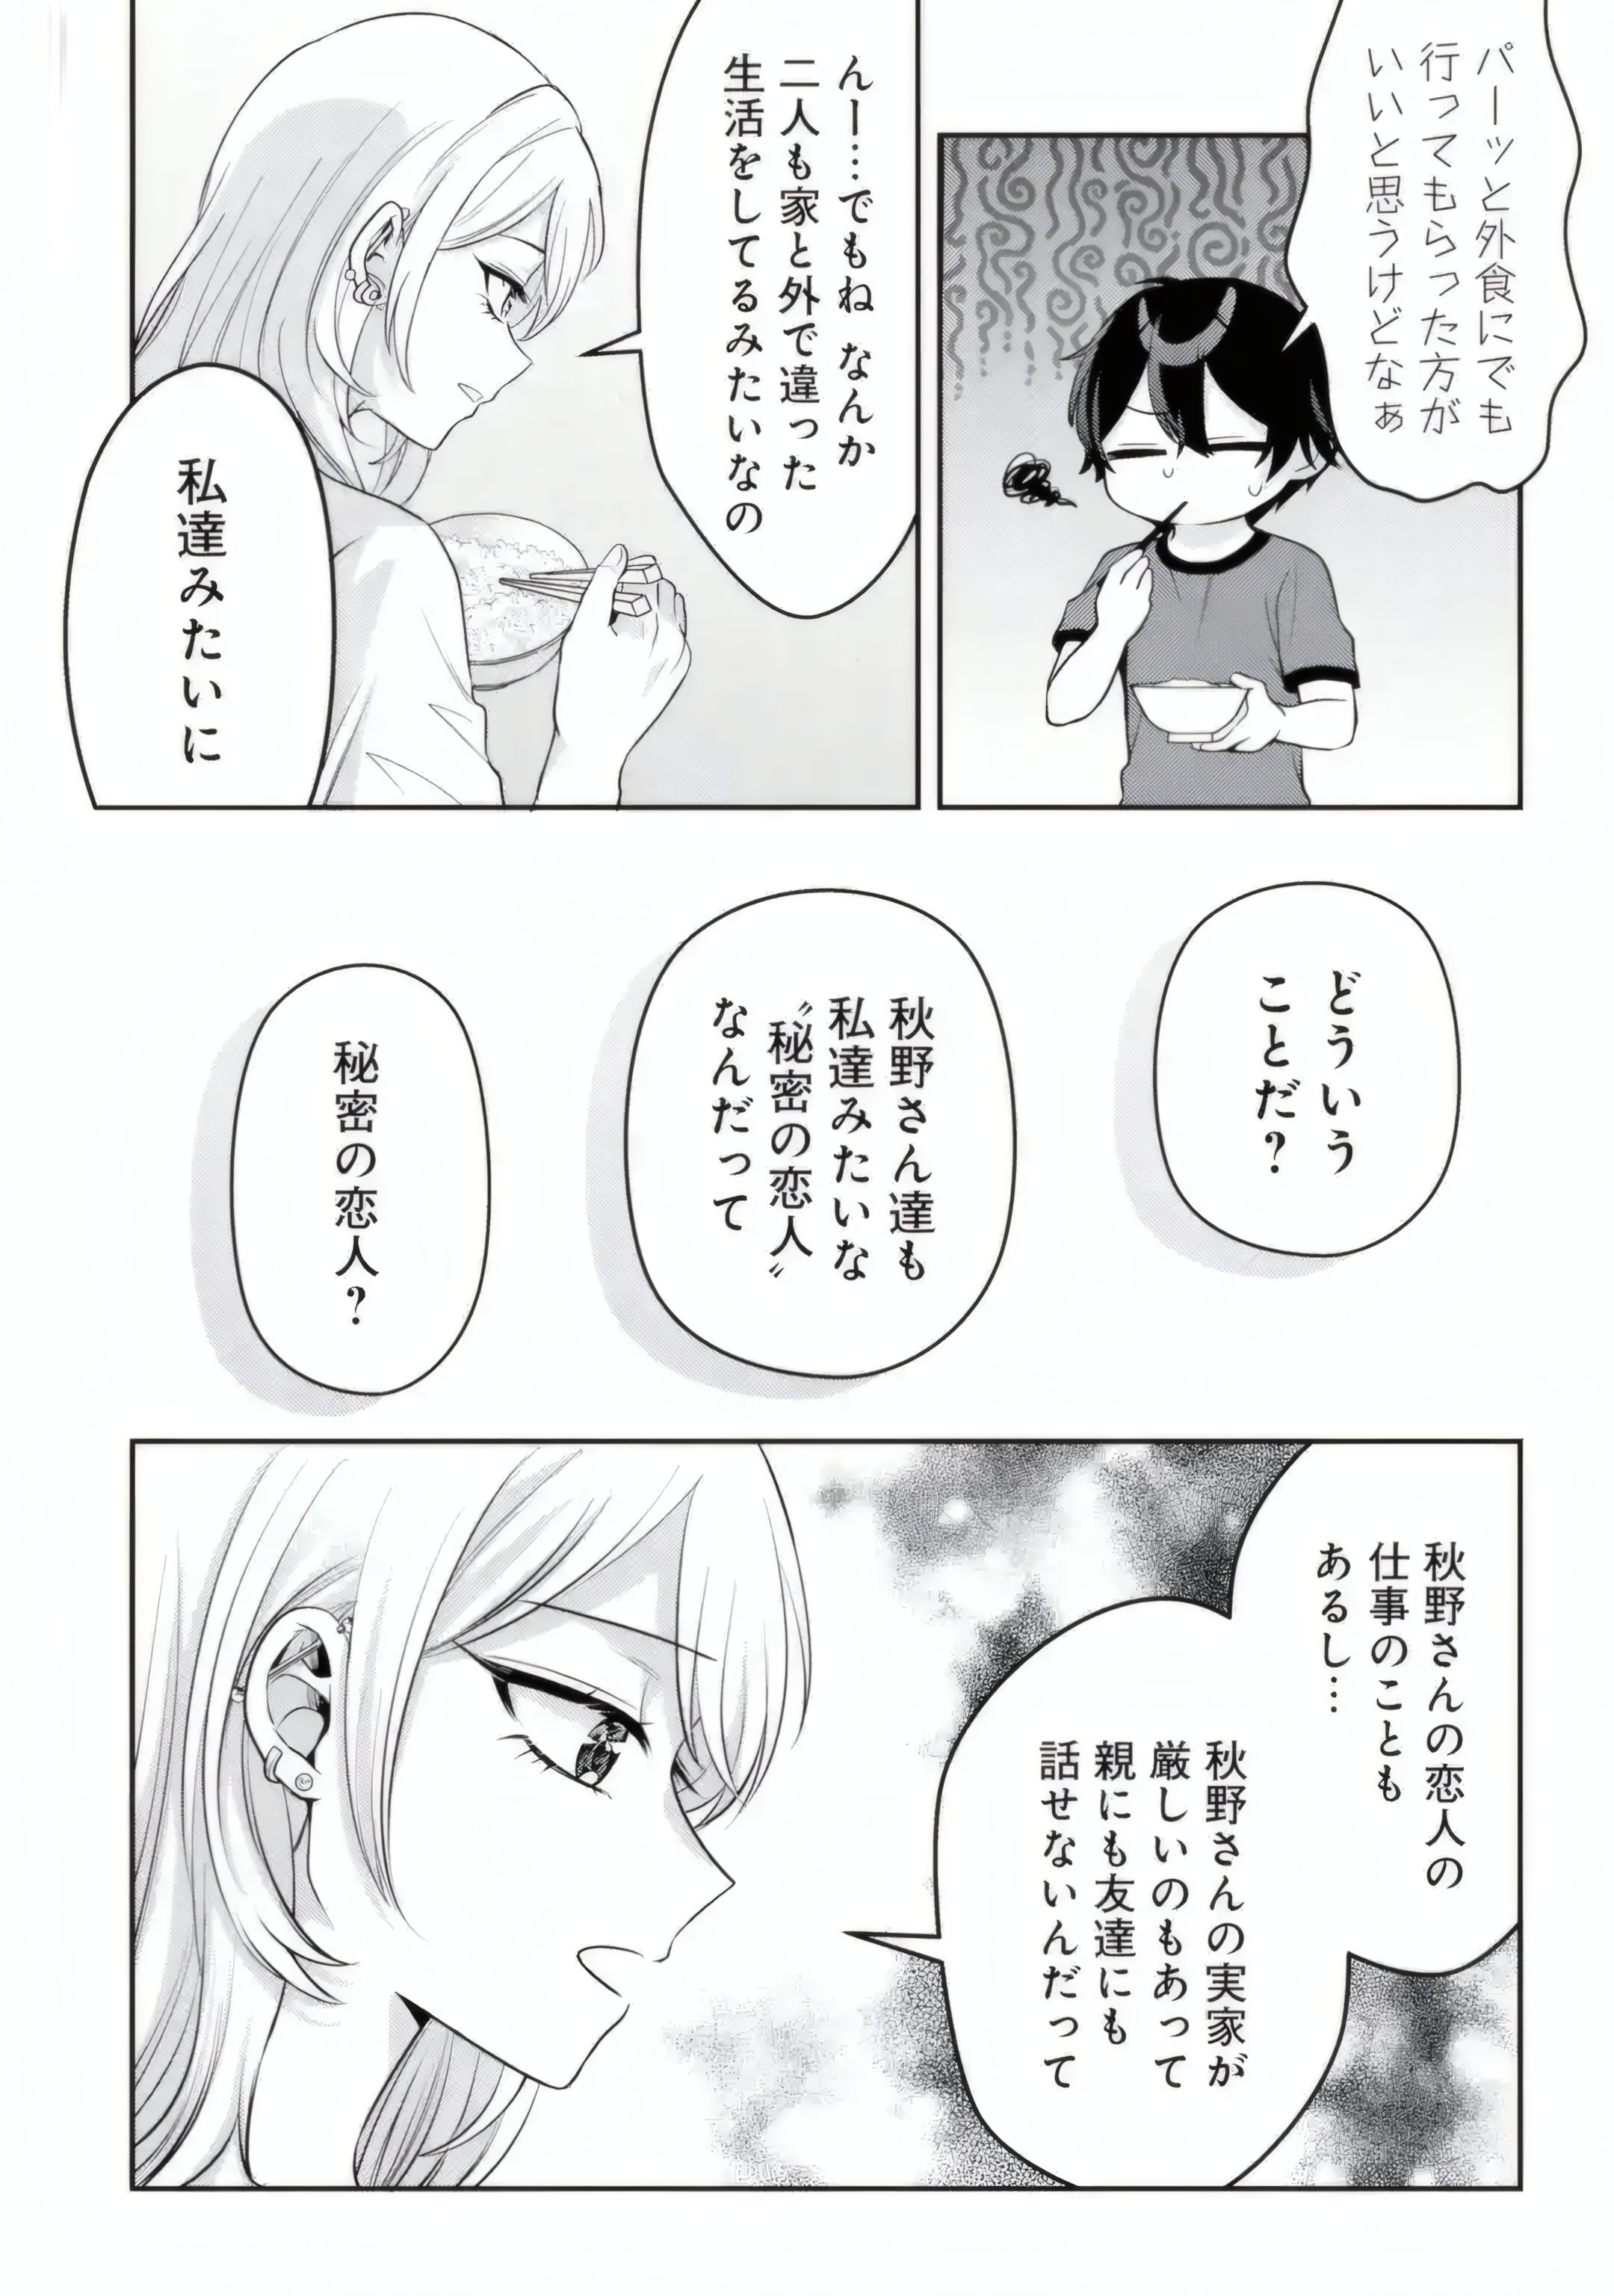 パーッと外食にでも
行ってもらった方が
いいと思うけどなぁ
んー…でもね なんか
二人も家と外で違った
生活をしてるみたいなの
私達みたいに
どういう
ことだ？
秋野さん達も
私達みたいな
〝秘密の恋人〟
なんだって
秘密の恋人？
秋野さんの恋人の
仕事のことも
あるし…
秋野さんの実家が
厳しいのもあって
親にも友達にも
話せないんだって